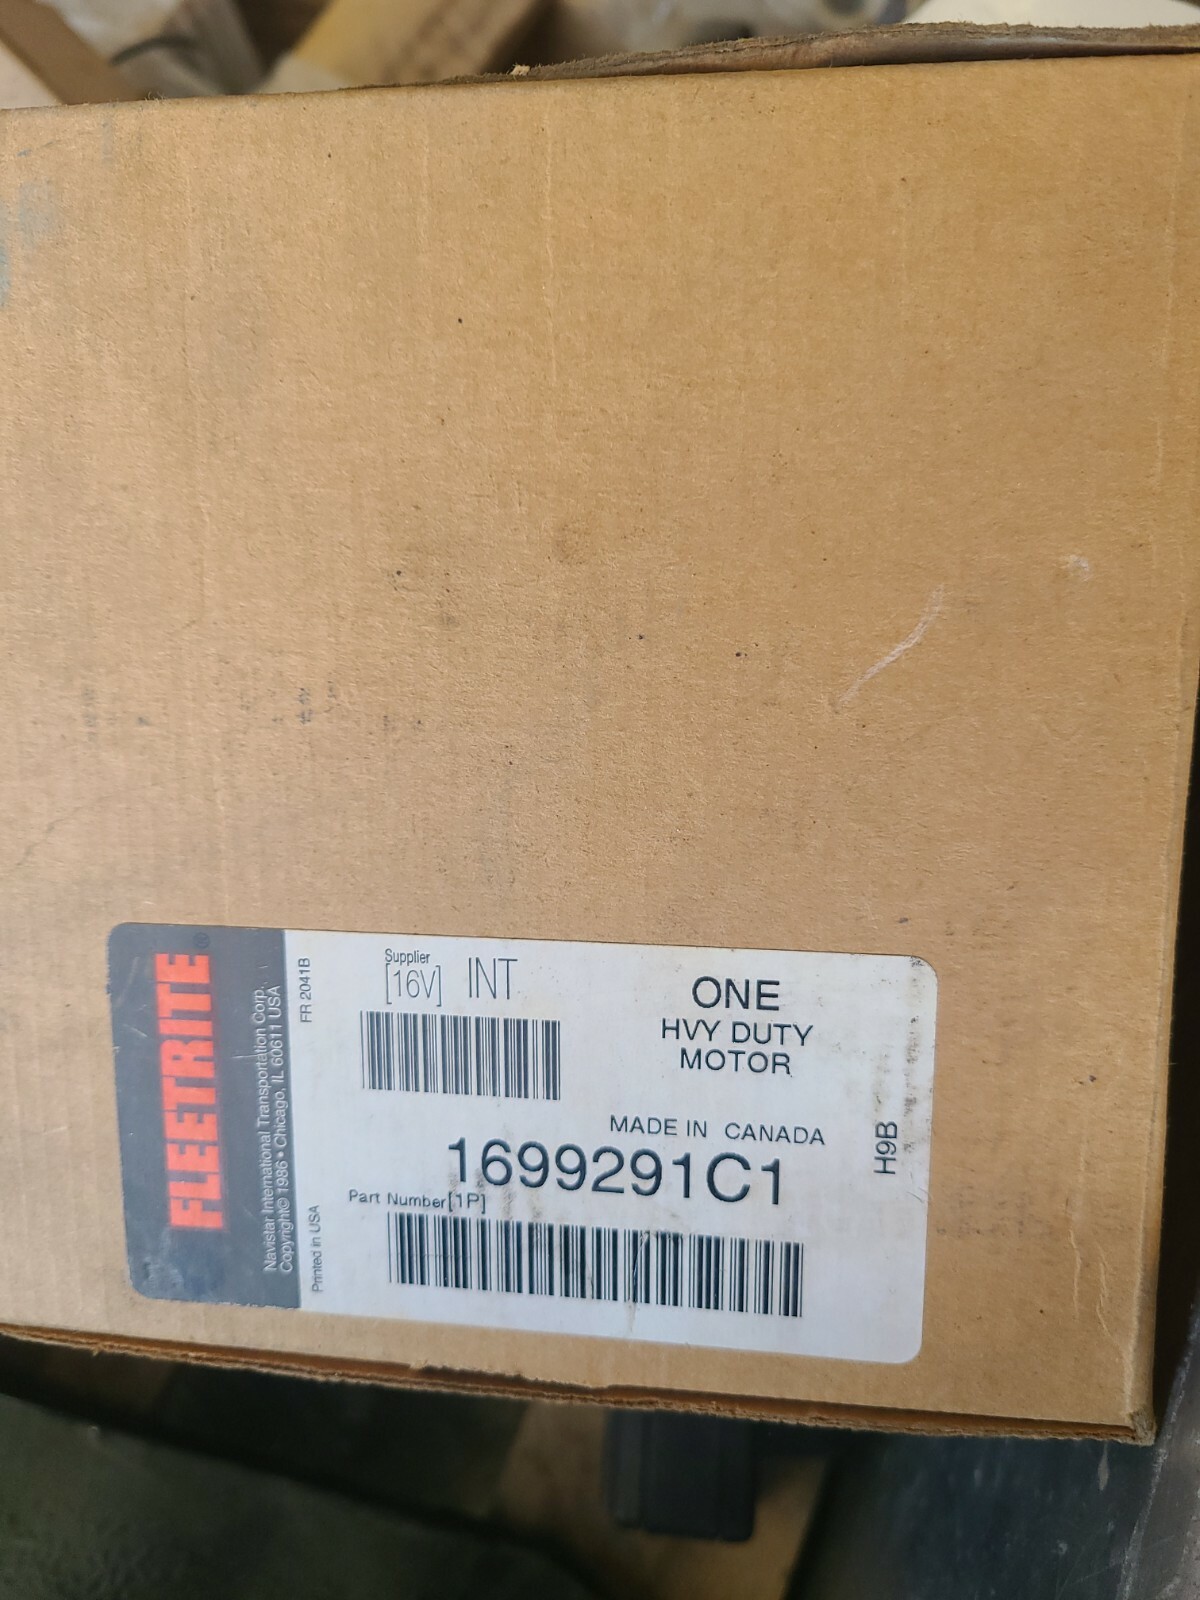 FLEETRITE®
Navistar International Transportation Corp.
Copyright© 1986 • Chicago, IL 60611 USA
FR 2041B
Printed in USA
Supplier
[16V] INT
ONE
HVY DUTY
MOTOR
MADE IN CANADA
1699291C1
Part Number[1P]
H9B